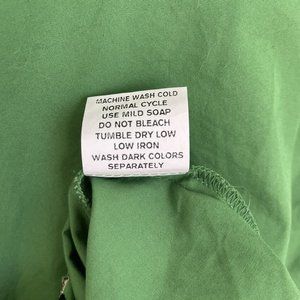 MACHINE WASH COLD
NORMAL CYCLE
USE MILD SOAP
DO NOT BLEACH
TUMBLE DRY LOW
LOW IRON
WASH DARK COLORS
SEPARATELY